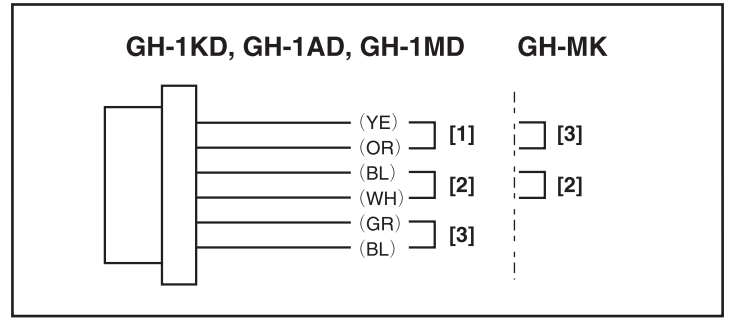 GH-1KD, GH-1AD, GH-1MD GH-MK
(YE)
[1] [3]
(OR)
(BL)
[2] [2]
(WH)
(GR)
[3]
(BL)